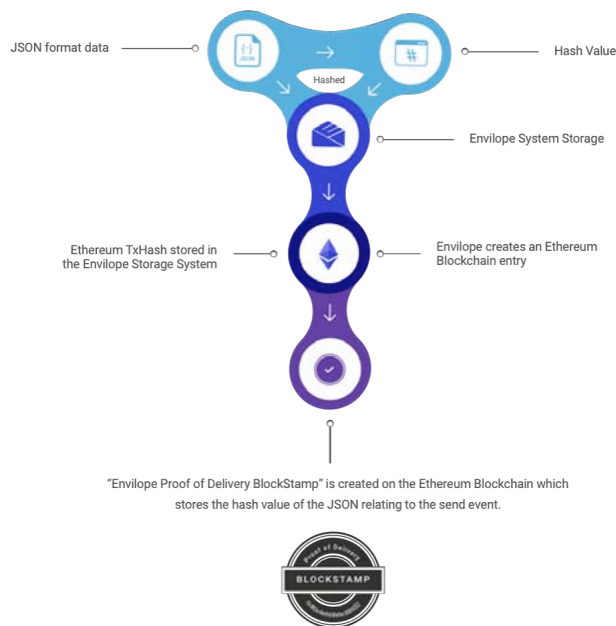 JSON format data
{·}
JSON
#
Hash Value
Hashed
Envilope System Storage
Ethereum TxHash stored in
the Envilope Storage System
Envilope creates an Ethereum
Blockchain entry
“Envilope Proof of Delivery BlockStamp” is created on the Ethereum Blockchain which
stores the hash value of the JSON relating to the send event.
Proof of Delivery
BLOCKSTAMP